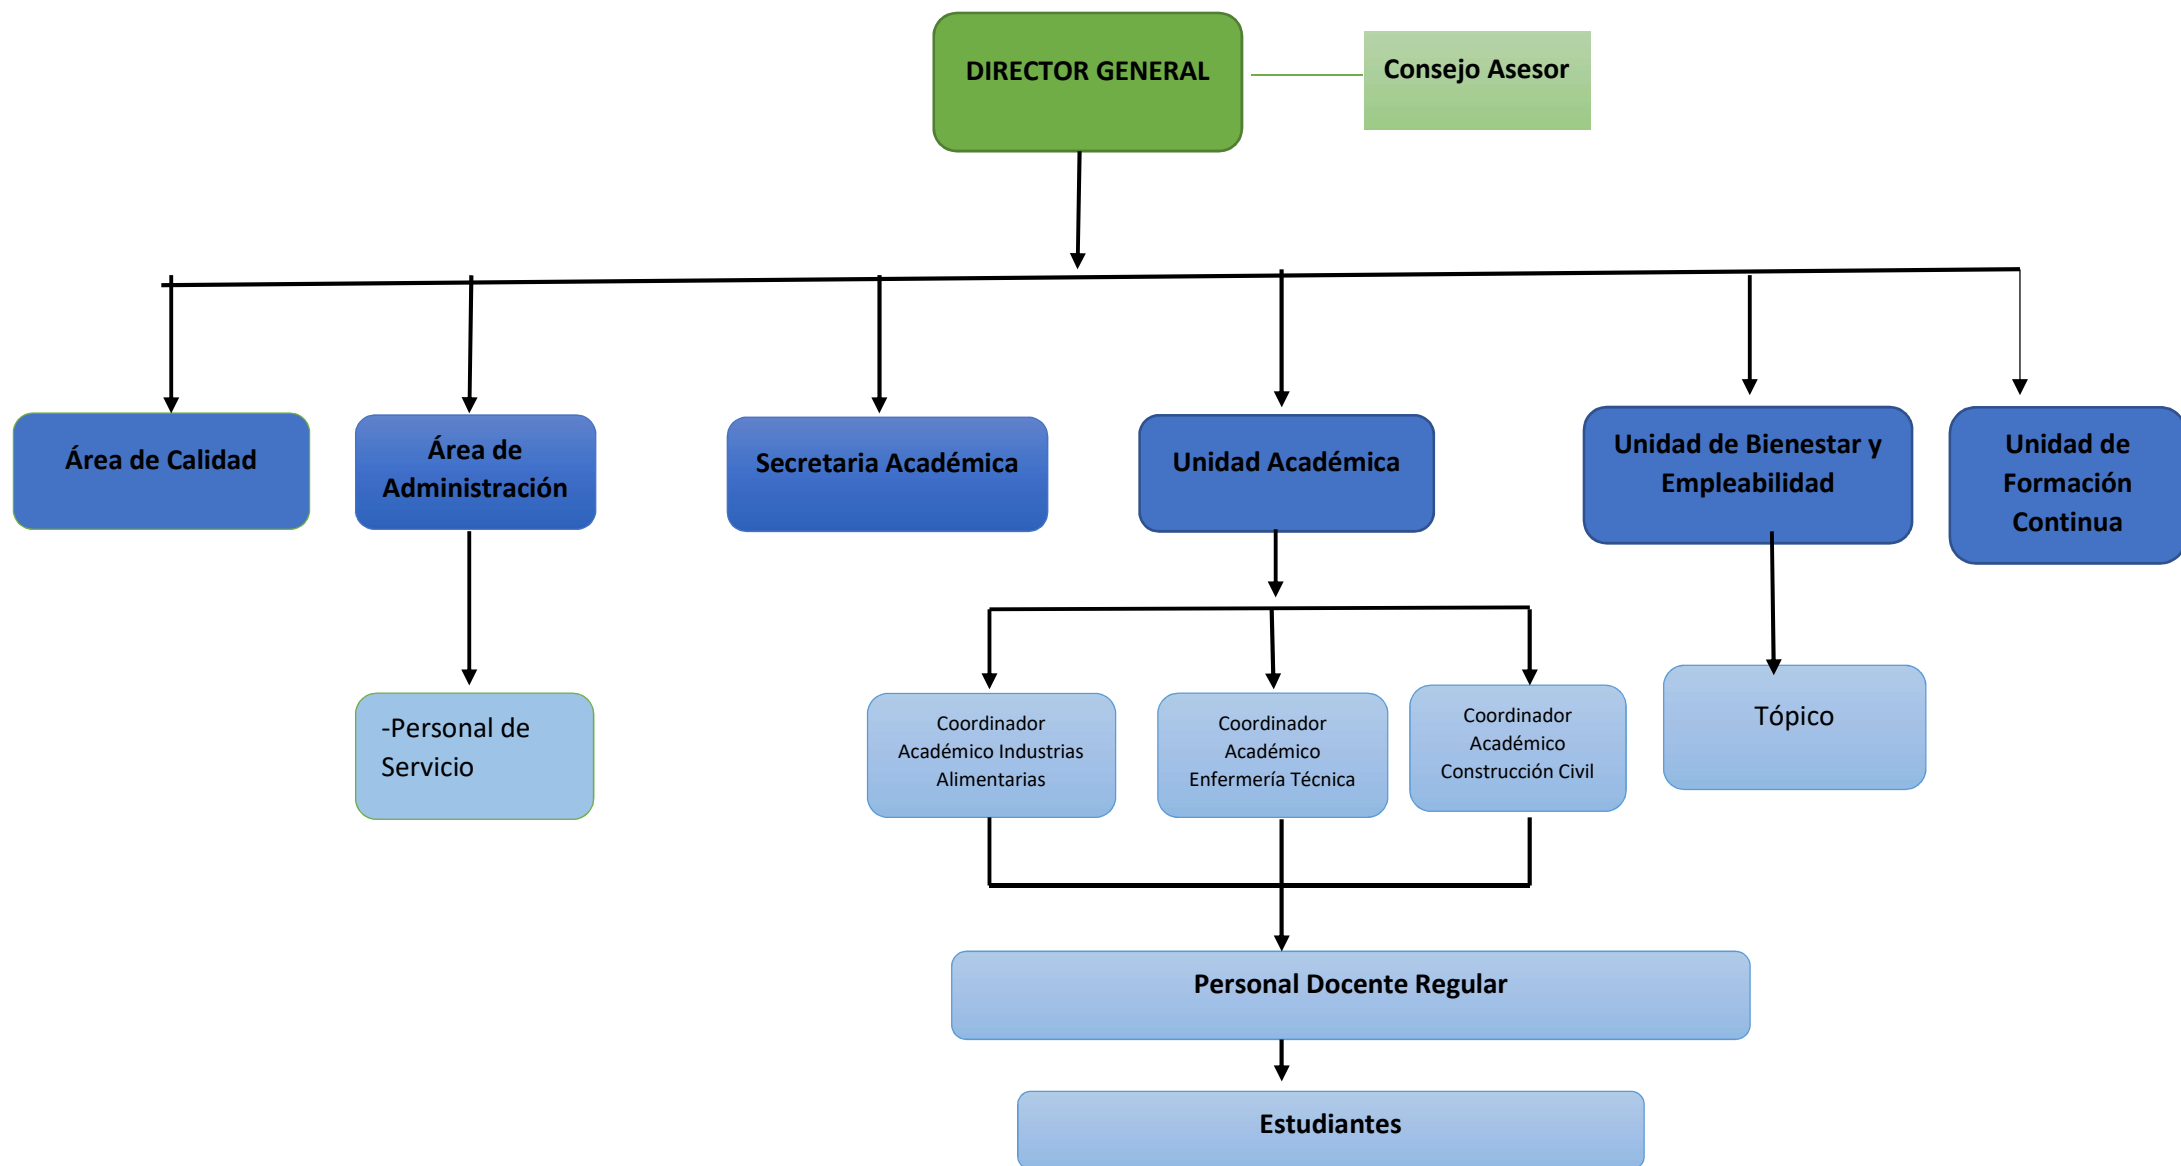 DIRECTOR GENERAL
Consejo Asesor
Área de Calidad
Área de
Administración
Secretaria Académica
Unidad Académica
Unidad de Bienestar y
Empleabilidad
Unidad de
Formación
Continua
-Personal de
Servicio
Coordinador
Académico Industrias
Alimentarias
Coordinador
Académico
Enfermería Técnica
Coordinador
Académico
Construcción Civil
Tópico
Personal Docente Regular
Estudiantes